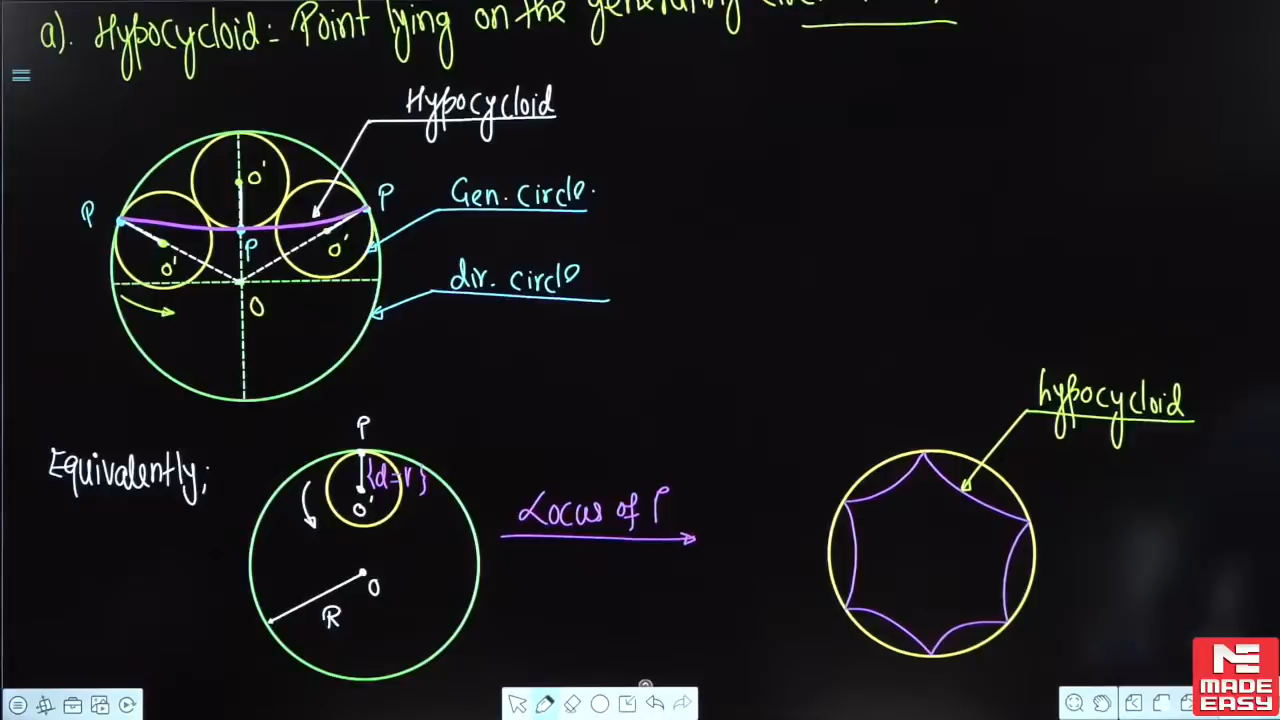 a). Hypocycloid:- Point lying on the generating
Hypocycloid
O'
P
P
Gen. circle.
P
O'
O'
dir. circle
O
hypocycloid
P
Equivalently;
{d=r}
O'
Locus of P
O
R
MADE
EASY